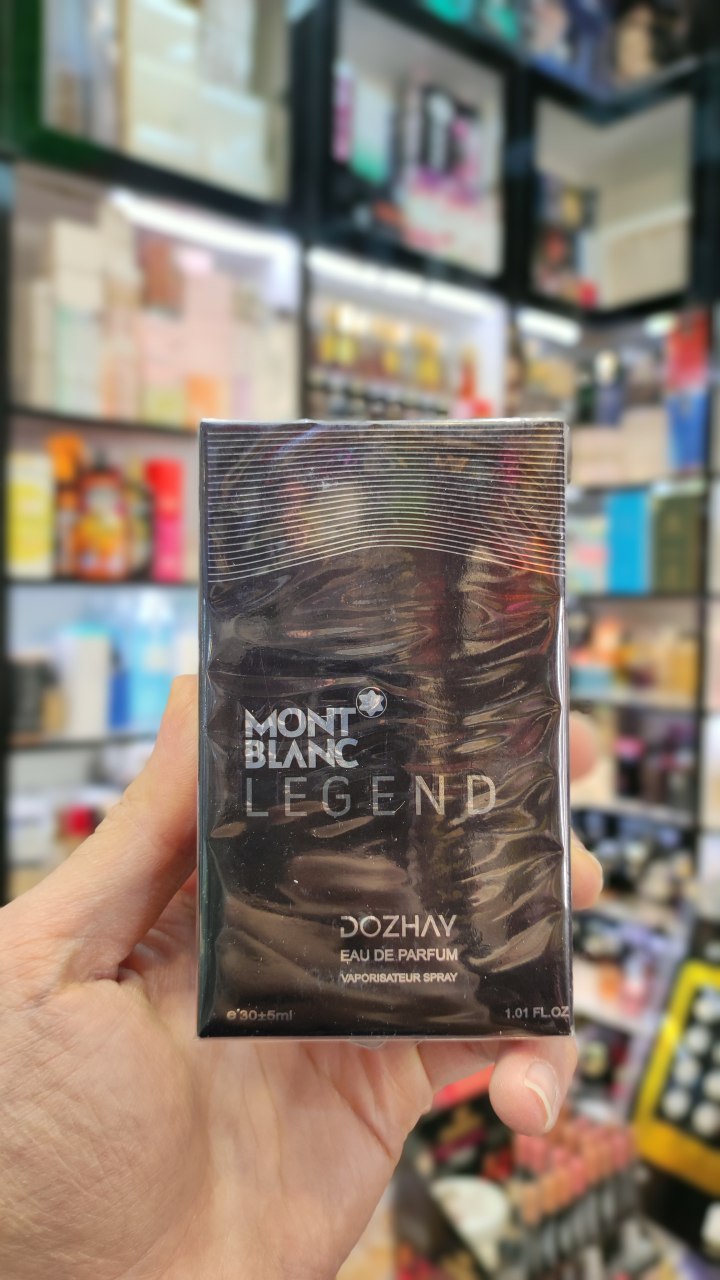 MONT
BLANC
LEGEND
DOZHAY
EAU DE PARFUM
VAPORISATEUR SPRAY
e 30±5ml
1.01 FL.OZ